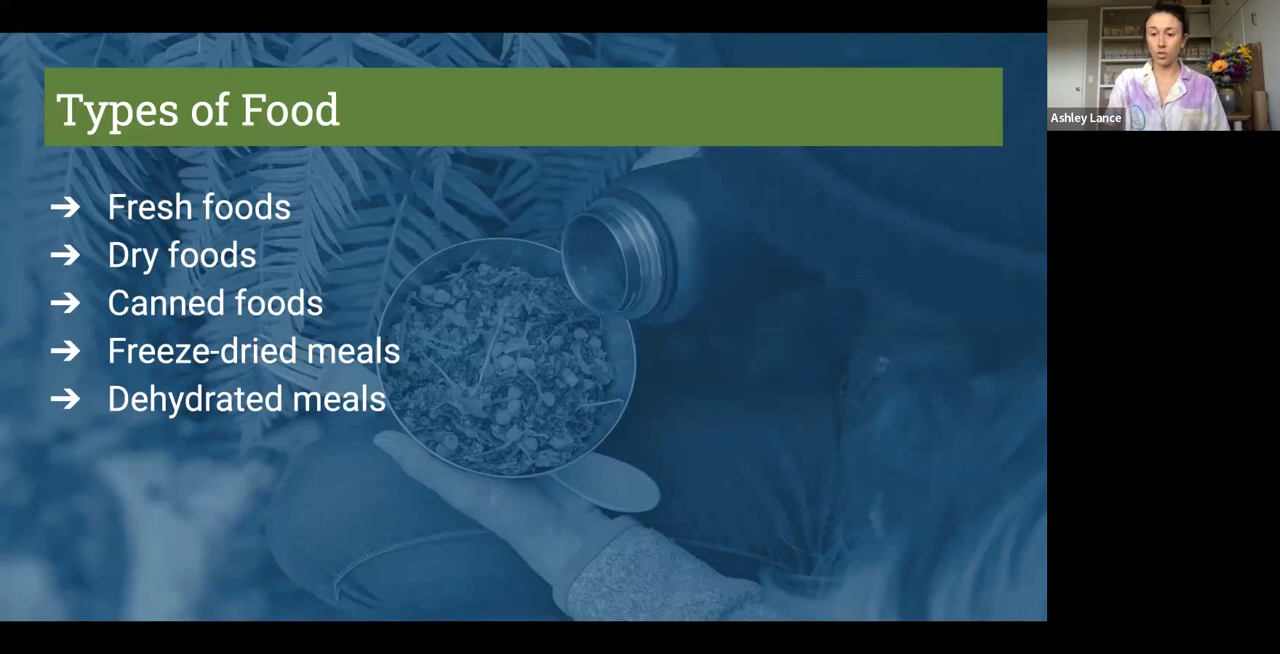 Types of Food
➔ Fresh foods
➔ Dry foods
➔ Canned foods
➔ Freeze-dried meals
➔ Dehydrated meals
Ashley Lance